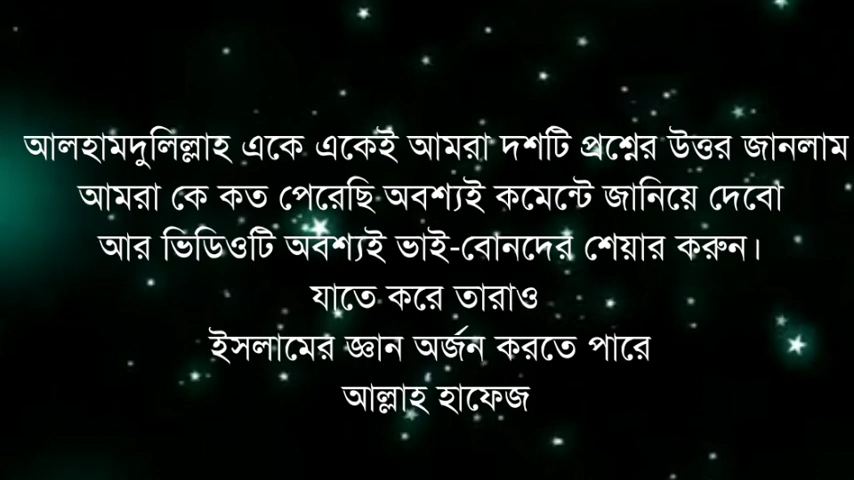 আলহামদুলিল্লাহ একে একেই আমরা দশটি প্রশ্নের উত্তর জানলাম
আমরা কে কত পেরেছি অবশ্যই কমেন্টে জানিয়ে দেবো
আর ভিডিওটি অবশ্যই ভাই-বোনদের শেয়ার করুন।
যাতে করে তারাও
ইসলামের জ্ঞান অর্জন করতে পারে
আল্লাহ হাফেজ